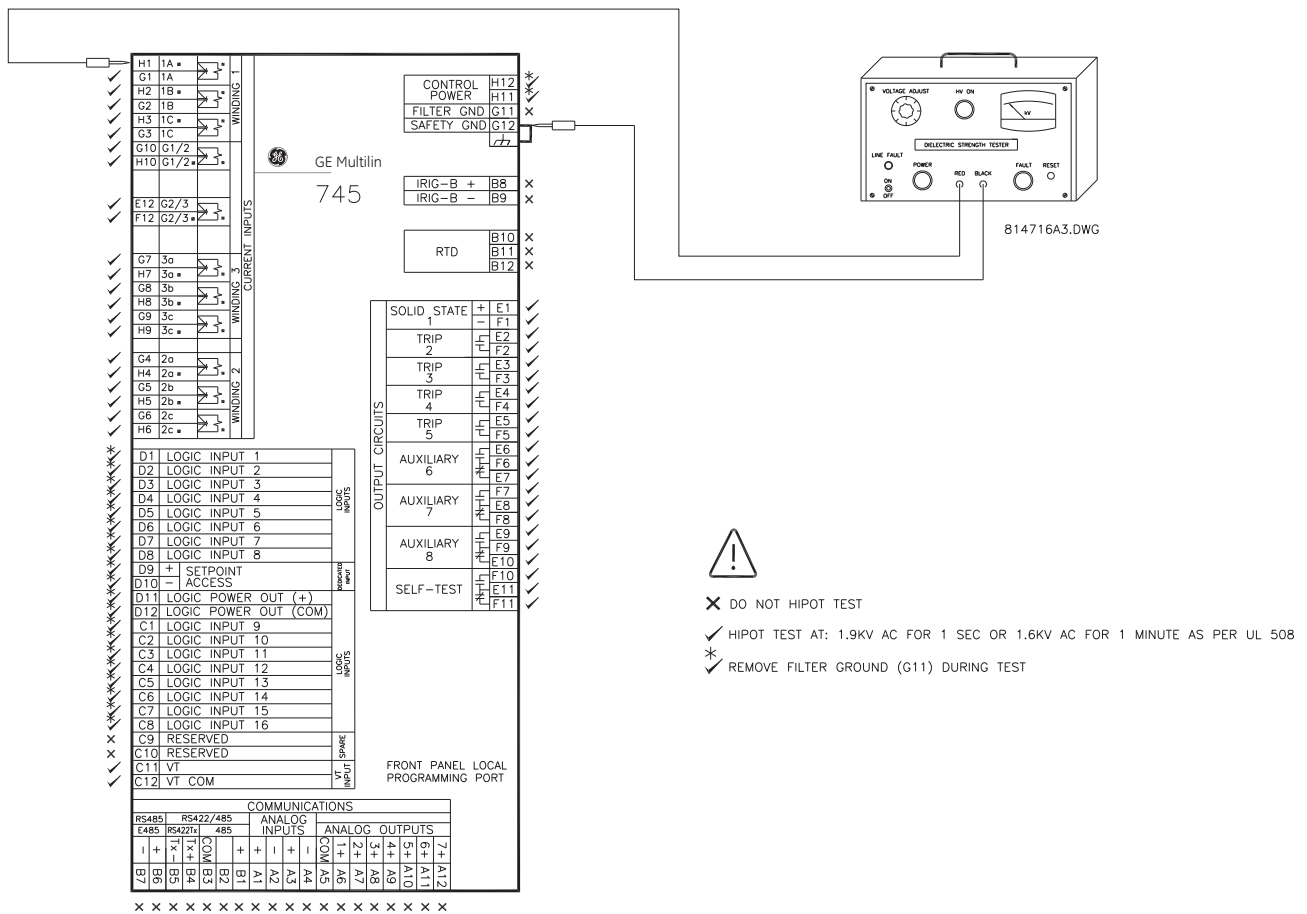 H1 1A
G1 1A
H2 1B
G2 1B
H3 1C
G3 1C
G10 G1/2
H10 G1/2
E12 G2/3
F12 G2/3
G7 3a
H7 3a
G8 3b
H8 3b
G9 3c
H9 3c
G4 2a
H4 2a
G5 2b
H5 2b
G6 2c
H6 2c
WINDING 1
WINDING 3
WINDING 2
CURRENT INPUTS
GE Multilin
745
CONTROL POWER H12
H11
FILTER GND G11
SAFETY GND G12
IRIG-B + B8
IRIG-B - B9
RTD
B10
B11
B12
D1 LOGIC INPUT 1
D2 LOGIC INPUT 2
D3 LOGIC INPUT 3
D4 LOGIC INPUT 4
D5 LOGIC INPUT 5
D6 LOGIC INPUT 6
D7 LOGIC INPUT 7
D8 LOGIC INPUT 8
LOGIC INPUTS
D9 + SETPOINT
D10 - ACCESS
DEDICATED INPUT
D11 LOGIC POWER OUT (+)
D12 LOGIC POWER OUT (COM)
C1 LOGIC INPUT 9
C2 LOGIC INPUT 10
C3 LOGIC INPUT 11
C4 LOGIC INPUT 12
C5 LOGIC INPUT 13
C6 LOGIC INPUT 14
C7 LOGIC INPUT 15
C8 LOGIC INPUT 16
LOGIC INPUTS
C9 RESERVED
C10 RESERVED
SPARE
C11 VT
C12 VT COM
VT INPUT
OUTPUT CIRCUITS
SOLID STATE 1 + E1
- F1
TRIP 2 E2
F2
TRIP 3 E3
F3
TRIP 4 E4
F4
TRIP 5 E5
F5
AUXILIARY 6 E6
F6
E7
AUXILIARY 7 F7
E8
F8
AUXILIARY 8 E9
F9
E10
SELF-TEST F10
E11
F11
FRONT PANEL LOCAL
PROGRAMMING PORT
COMMUNICATIONS
RS485 RS422/485 ANALOG INPUTS
E485 RS422Tx 485 ANALOG OUTPUTS
- + Tx- Tx+ COM + + - + - COM 1+ 2+ 3+ 4+ 5+ 6+ 7+
B7 B6 B5 B4 B3 B2 B1 A1 A2 A3 A4 A5 A6 A7 A8 A9 A10 A11 A12
VOLTAGE ADJUST
HV ON
kV
DIELECTRIC STRENGTH TESTER
LINE FAULT
POWER
RED
BLACK
FAULT
RESET
ON
OFF
814716A3.DWG
!
DO NOT HIPOT TEST
HIPOT TEST AT: 1.9KV AC FOR 1 SEC OR 1.6KV AC FOR 1 MINUTE AS PER UL 508
REMOVE FILTER GROUND (G11) DURING TEST